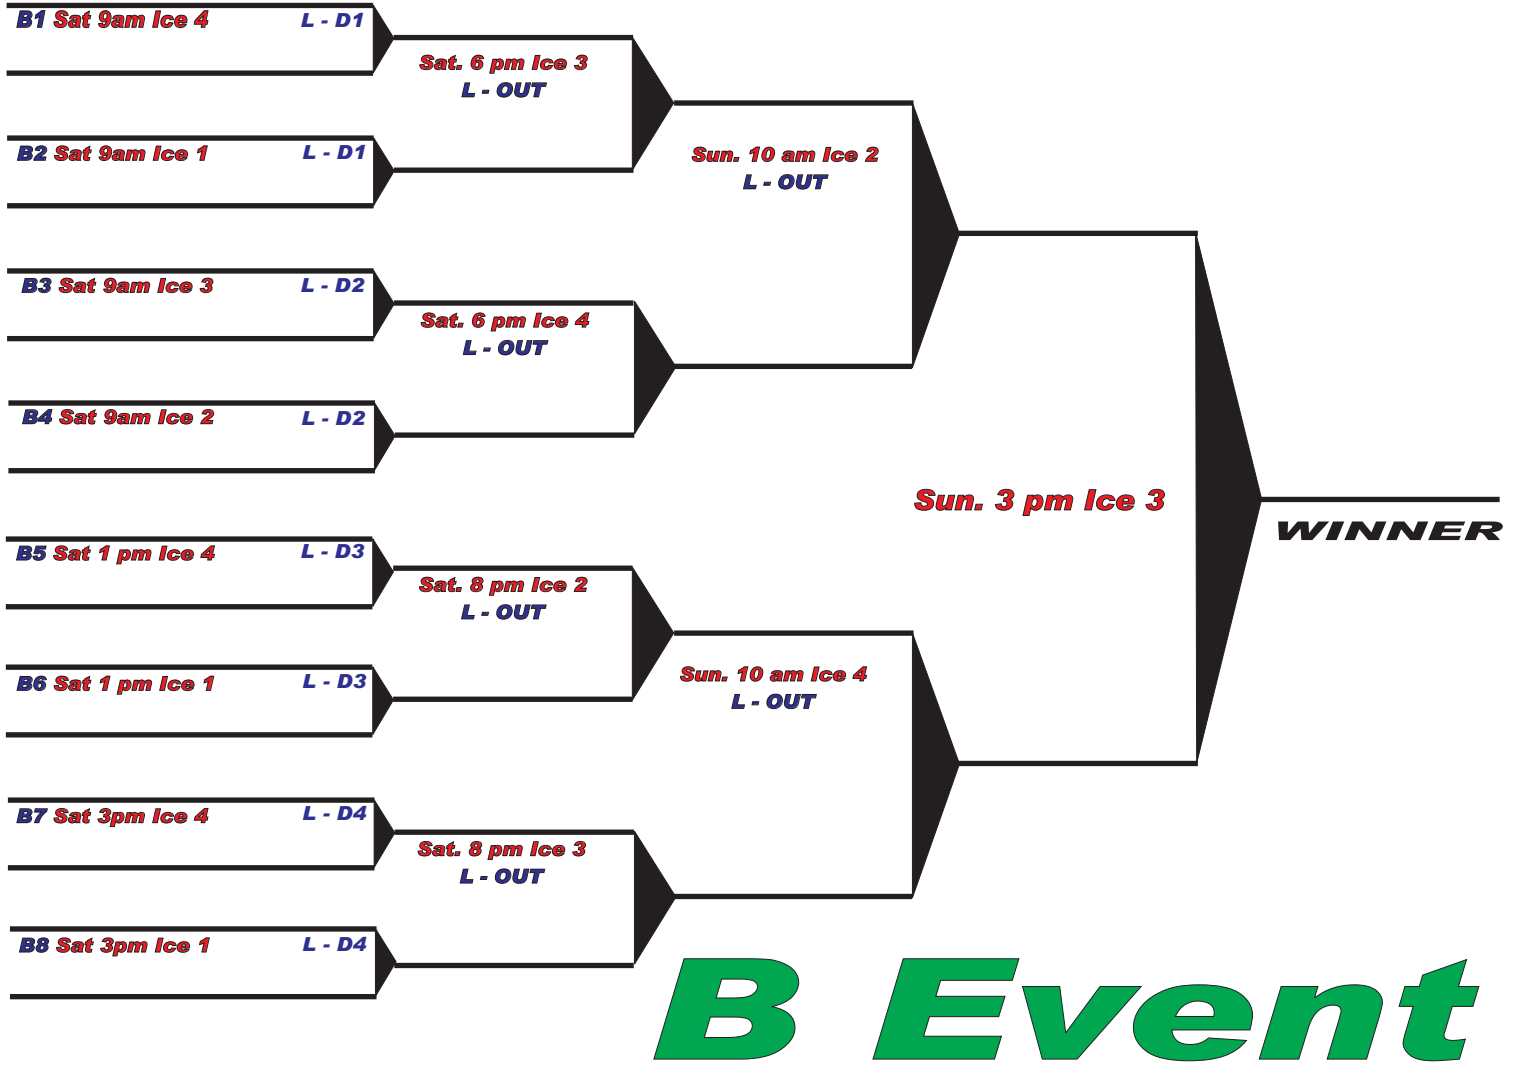 B1 Sat 9am Ice 4 L - D1
Sat. 6 pm Ice 3
L - OUT
B2 Sat 9am Ice 1 L - D1
Sun. 10 am Ice 2
L - OUT
B3 Sat 9am Ice 3 L - D2
Sat. 6 pm Ice 4
L - OUT
B4 Sat 9am Ice 2 L - D2
Sun. 3 pm Ice 3
WINNER
B5 Sat 1 pm Ice 4 L - D3
Sat. 8 pm Ice 2
L - OUT
B6 Sat 1 pm Ice 1 L - D3
Sun. 10 am Ice 4
L - OUT
B7 Sat 3pm Ice 4 L - D4
Sat. 8 pm Ice 3
L - OUT
B8 Sat 3pm Ice 1 L - D4
B Event